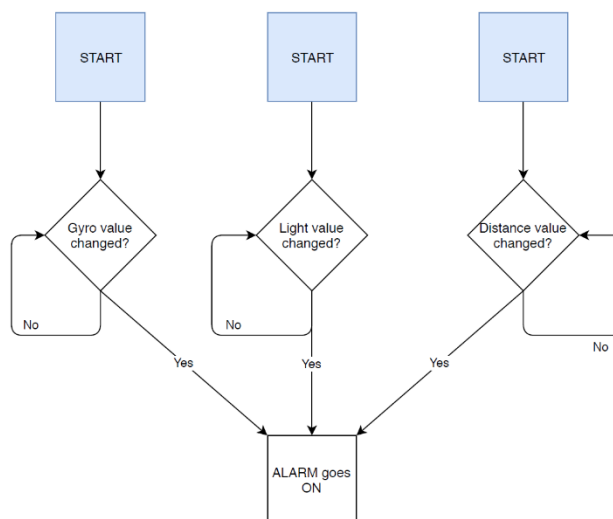 START
START
START
Gyro value
changed?
Light value
changed?
Distance value
changed?
No
No
No
Yes
Yes
Yes
ALARM goes
ON